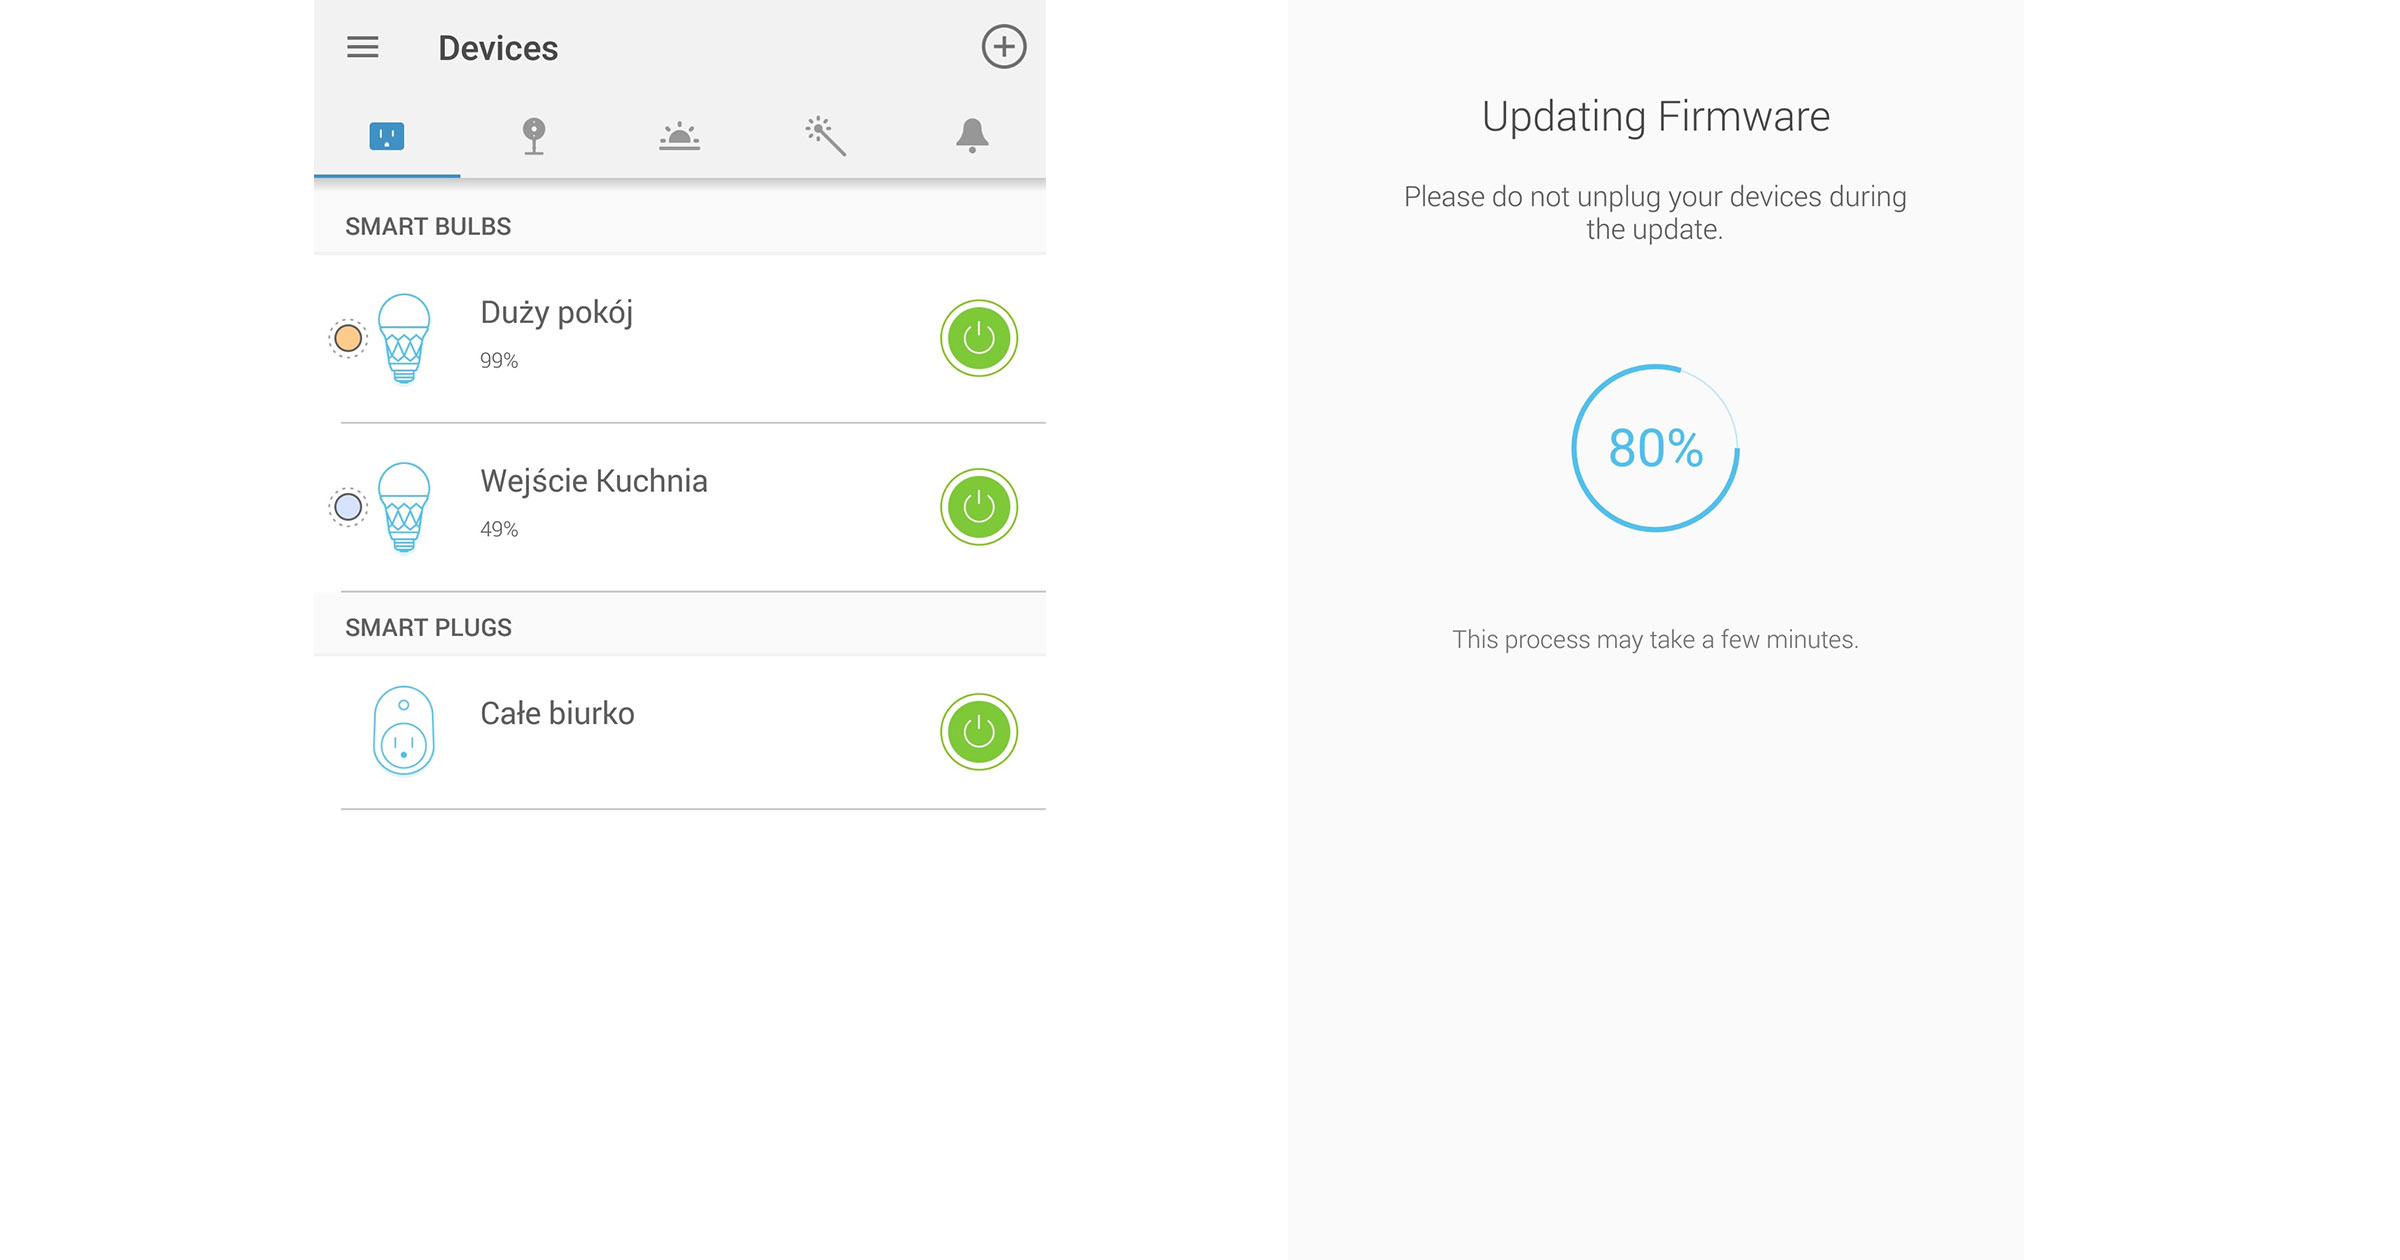 Devices
SMART BULBS
Duży pokój
99%
Wejście Kuchnia
49%
SMART PLUGS
Całe biurko
Updating Firmware
Please do not unplug your devices during
the update.
80%
This process may take a few minutes.